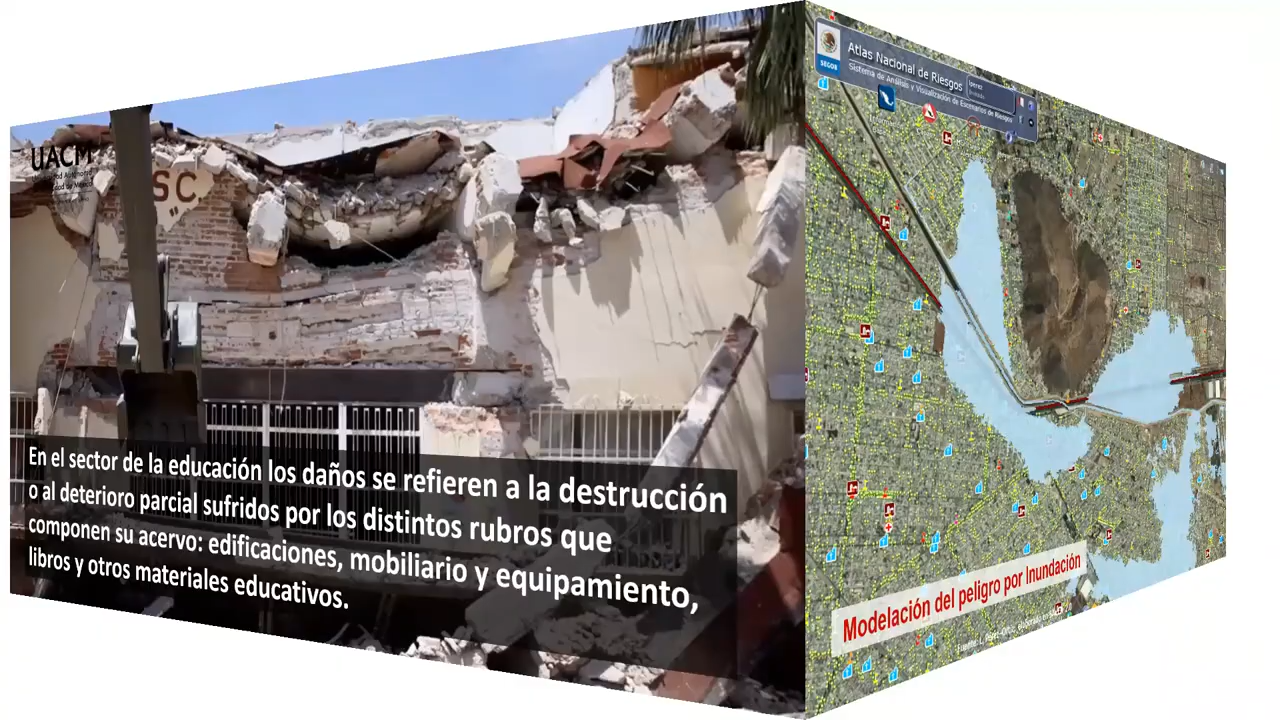 UACM
SC
En el sector de la educación los daños se refieren a la destrucción
o al deterioro parcial sufridos por los distintos rubros que
componen su acervo: edificaciones, mobiliario y equipamiento,
libros y otros materiales educativos.
SEGOB
Atlas Nacional de Riesgos
Sistema de Análisis y Visualización de Escenarios de Riesgos
Modelación del peligro por Inundación